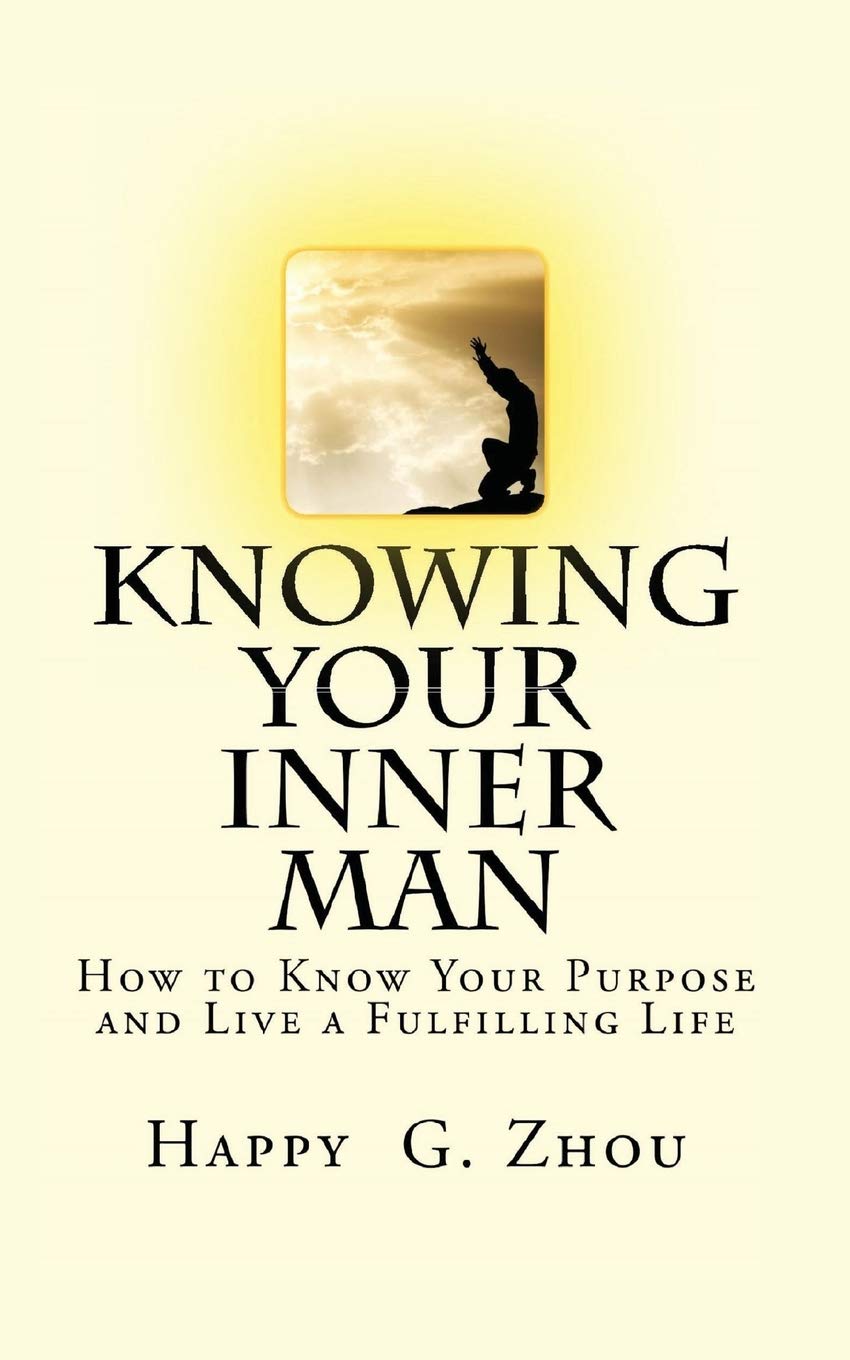 KNOWING
YOUR
INNER
MAN
HOW TO KNOW YOUR PURPOSE
AND LIVE A FULFILLING LIFE
HAPPY G. ZHOU